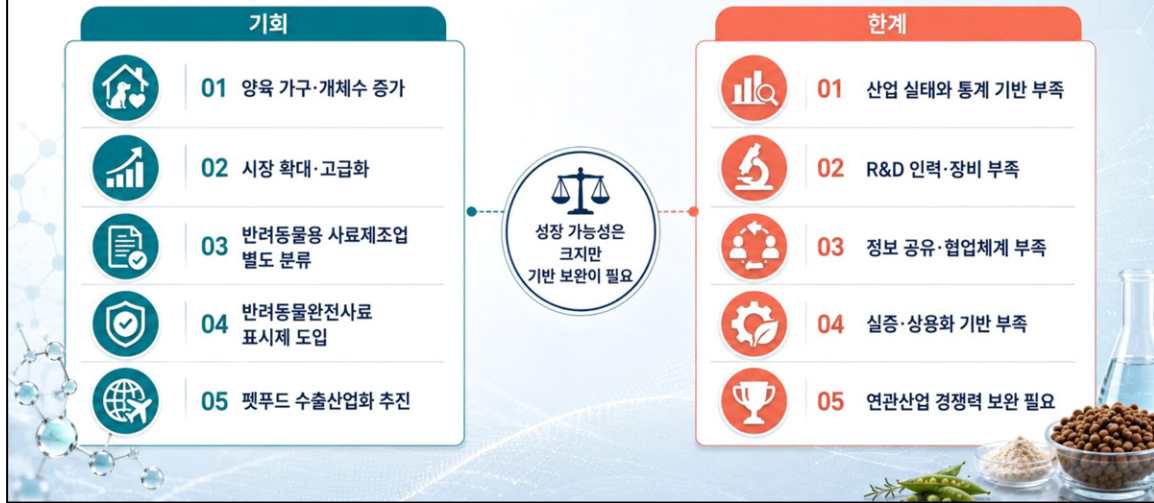 기회
01 양육 가구·개체수 증가
02 시장 확대·고급화
03 반려동물용 사료제조업
별도 분류
04 반려동물완전사료
표시제 도입
05 펫푸드 수출산업화 추진
성장 가능성은
크지만
기반 보완이 필요
한계
01 산업 실태와 통계 기반 부족
02 R&D 인력·장비 부족
03 정보 공유·협업체계 부족
04 실증·상용화 기반 부족
05 연관산업 경쟁력 보완 필요